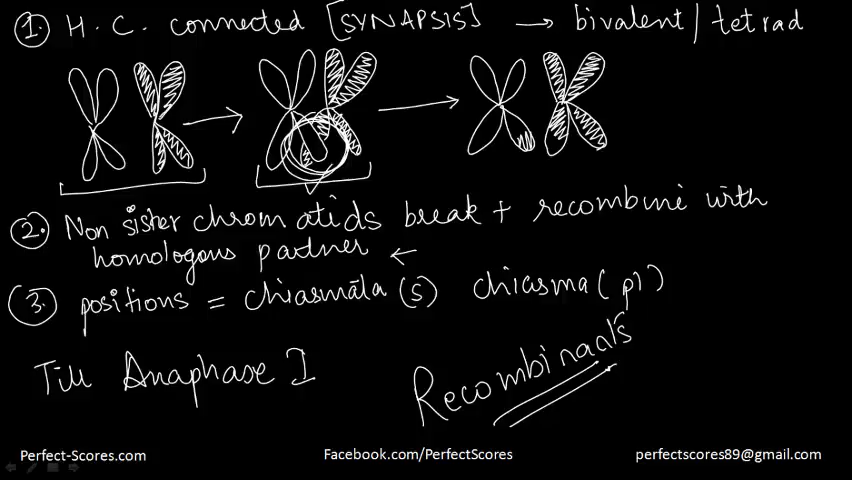 1. H.C. connected [SYNAPSIS] → bivalent/tetrad
2. Non sister chromatids break + recombine with
homologous partner ←
3. positions = chiasmata (s) chiasma (pl)
Till Anaphase I
Recombinants
Perfect-Scores.com Facebook.com/PerfectScores perfectscores89@gmail.com